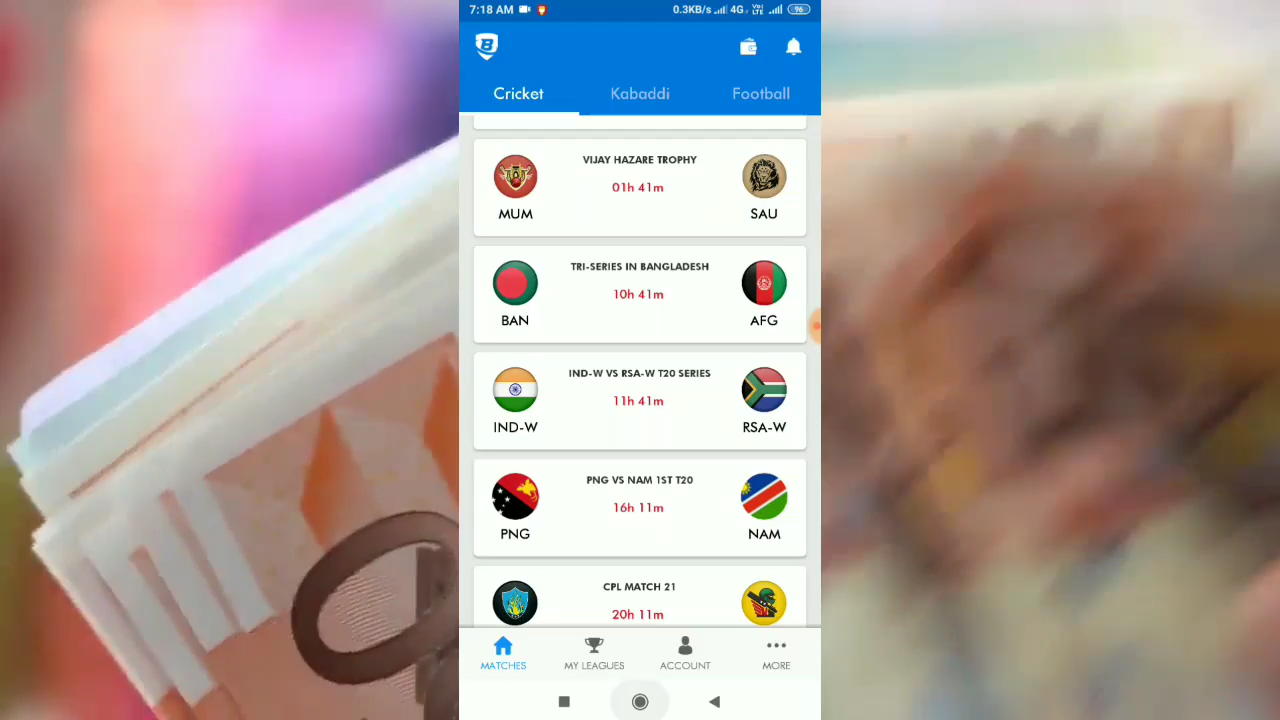 7:18 AM
0.3KB/s 4G Vo LTE 96
B
Cricket Kabaddi Football
VIJAY HAZARE TROPHY
01h 41m
MUM SAU
TRI-SERIES IN BANGLADESH
10h 41m
BAN AFG
IND-W VS RSA-W T20 SERIES
11h 41m
IND-W RSA-W
PNG VS NAM 1ST T20
16h 11m
PNG NAM
CPL MATCH 21
20h 11m
MATCHES MY LEAGUES ACCOUNT MORE